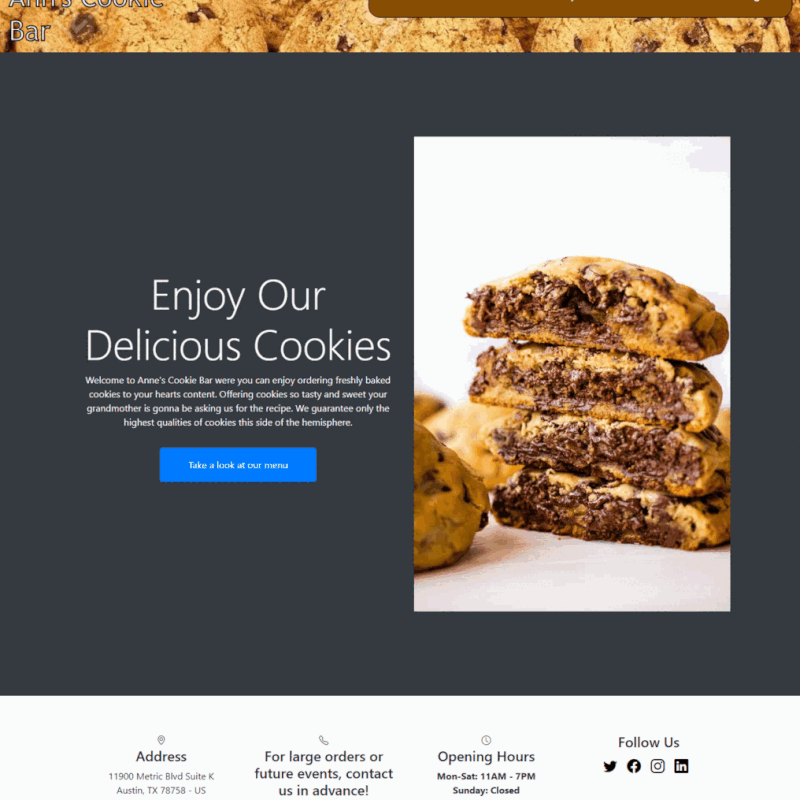 Ann's Cookie
Bar
Enjoy Our
Delicious Cookies
Welcome to Anne's Cookie Bar were you can enjoy ordering freshly baked
cookies to your hearts content. Offering cookies so tasty and sweet your
grandmother is gonna be asking us for the recipe. We guarantee only the
highest qualities of cookies this side of the hemisphere.
Take a look at our menu
Address
11900 Metric Blvd Suite K
Austin, TX 78758 - US
For large orders or
future events, contact
us in advance!
Opening Hours
Mon-Sat: 11AM - 7PM
Sunday: Closed
Follow Us